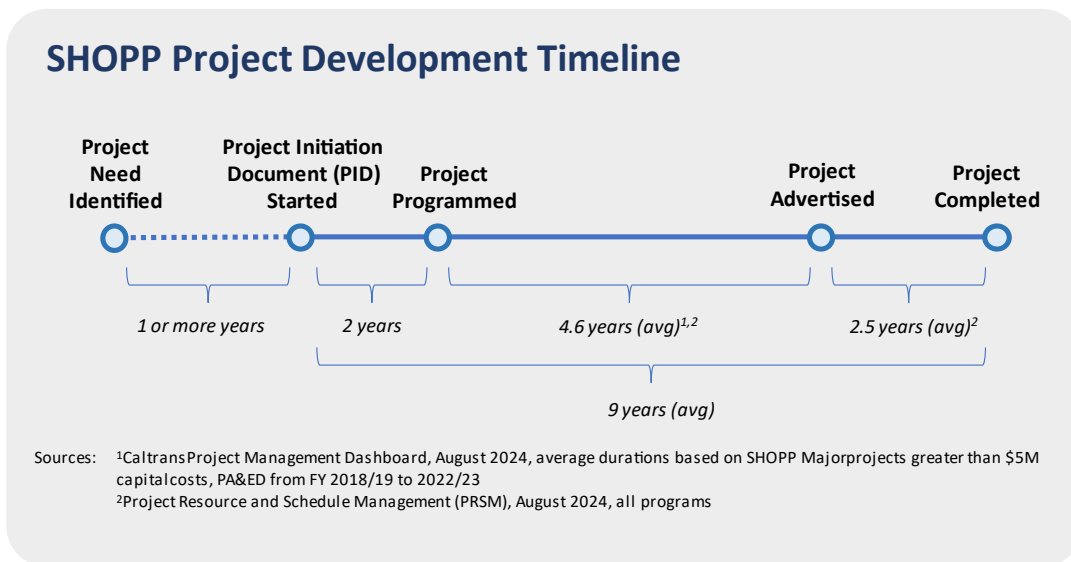 SHOPP Project Development Timeline
Project
Need
Identified
Project Initiation
Document (PID)
Started
Project
Programmed
Project
Advertised
Project
Completed
1 or more years
2 years
4.6 years (avg)1,2
2.5 years (avg)2
9 years (avg)
Sources: 1CaltransProject Management Dashboard, August 2024, average durations based on SHOPP Majorprojects greater than $5M
capitalcosts, PA&ED from FY 2018/19 to 2022/23
2Project Resource and Schedule Management (PRSM), August 2024, all programs